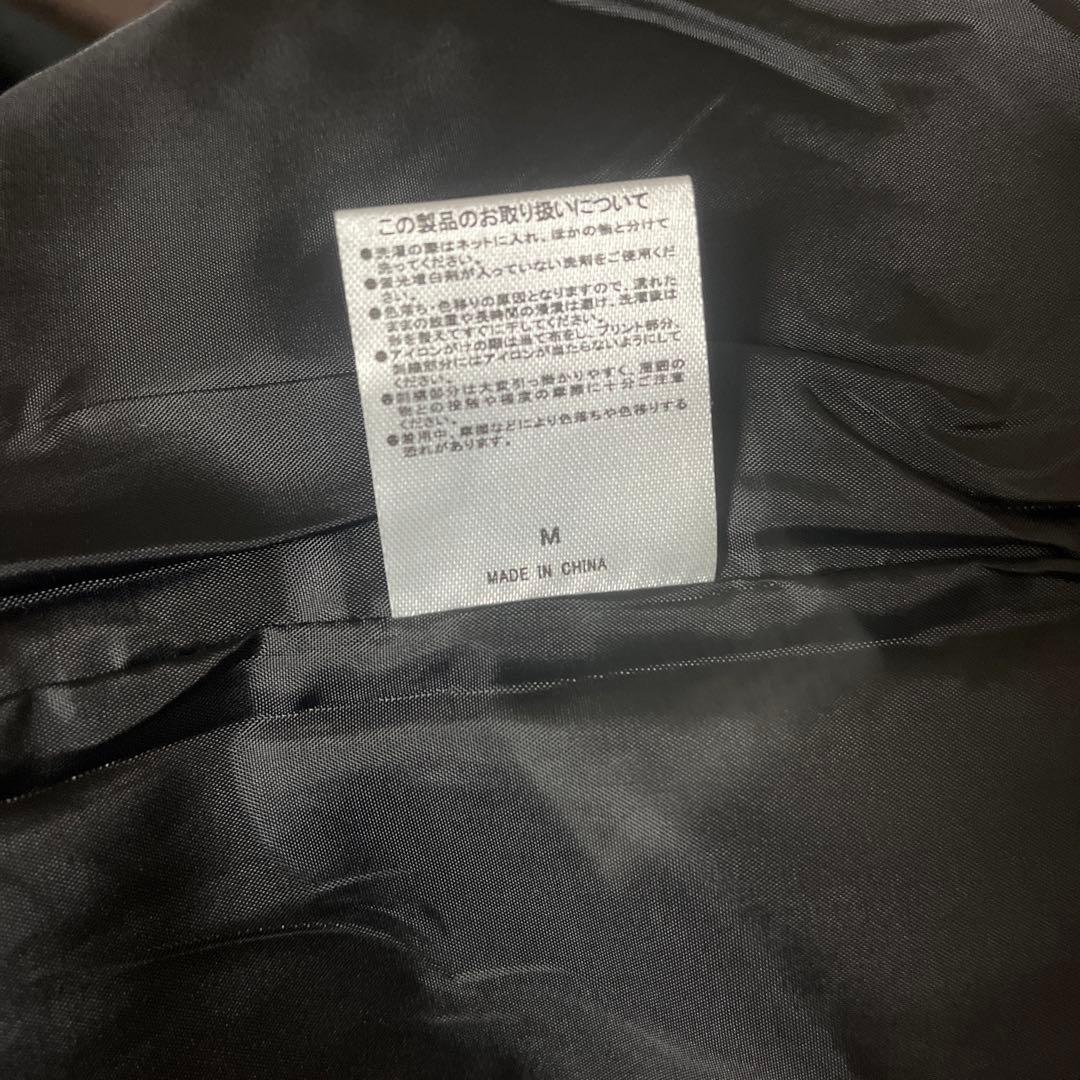 この製品のお取り扱いについて
●洗濯の際はネットに入れ、ほかの物と分けて
洗ってください。
●蛍光増白剤が入っていない洗剤をご使用くだ
さい。
●色落ち・色移りの原因となりますので、濡れた
ままの放置や長時間の浸漬は避け、洗濯後は
形を整えてすぐに干してください。
●アイロンがけの際は当て布をし、プリント部分、
刺繍部分にはアイロンが当たらないようにして
ください。
●刺繍部分は大変引っ掛かりやすく、周囲の
物との接触や極度の摩擦に十分ご注意
ください。
●着用中、摩擦などにより色落ちや色移りする
恐れがあります。
M
MADE IN CHINA